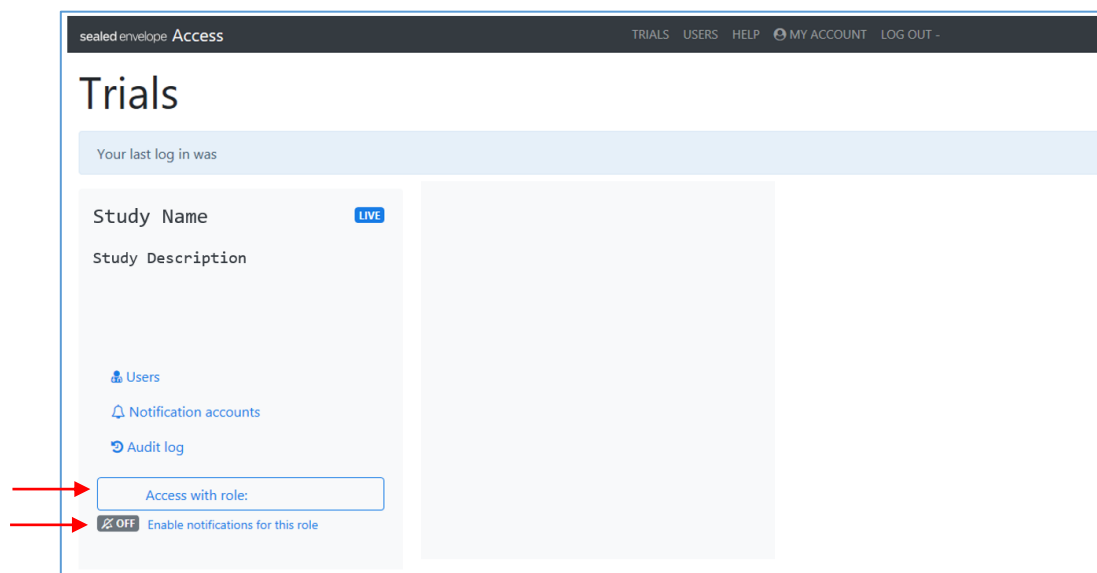 sealed envelope Access TRIALS USERS HELP MY ACCOUNT LOG OUT -
Trials
Your last log in was
Study Name LIVE
Study Description
Users
Notification accounts
Audit log
Access with role:
OFF Enable notifications for this role